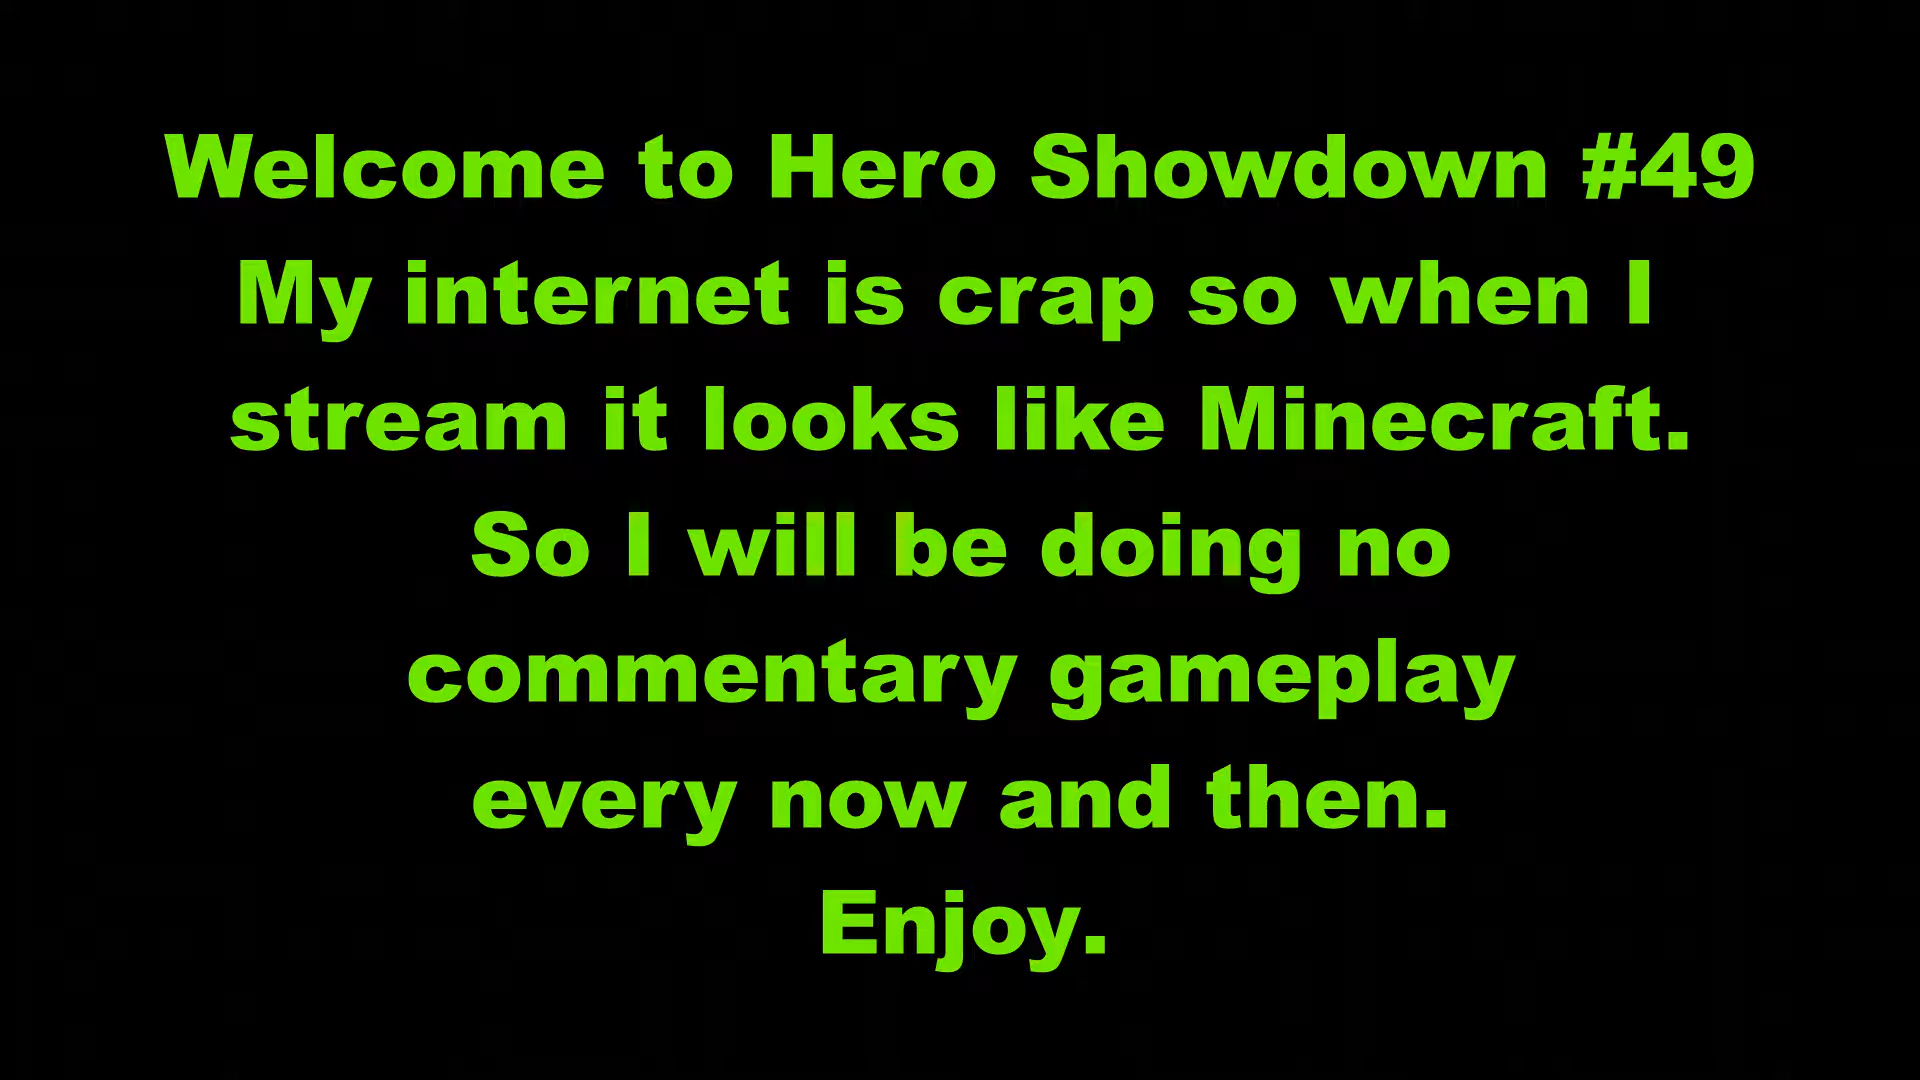 Welcome to Hero Showdown #49
My internet is crap so when I
stream it looks like Minecraft.
So I will be doing no
commentary gameplay
every now and then.
Enjoy.